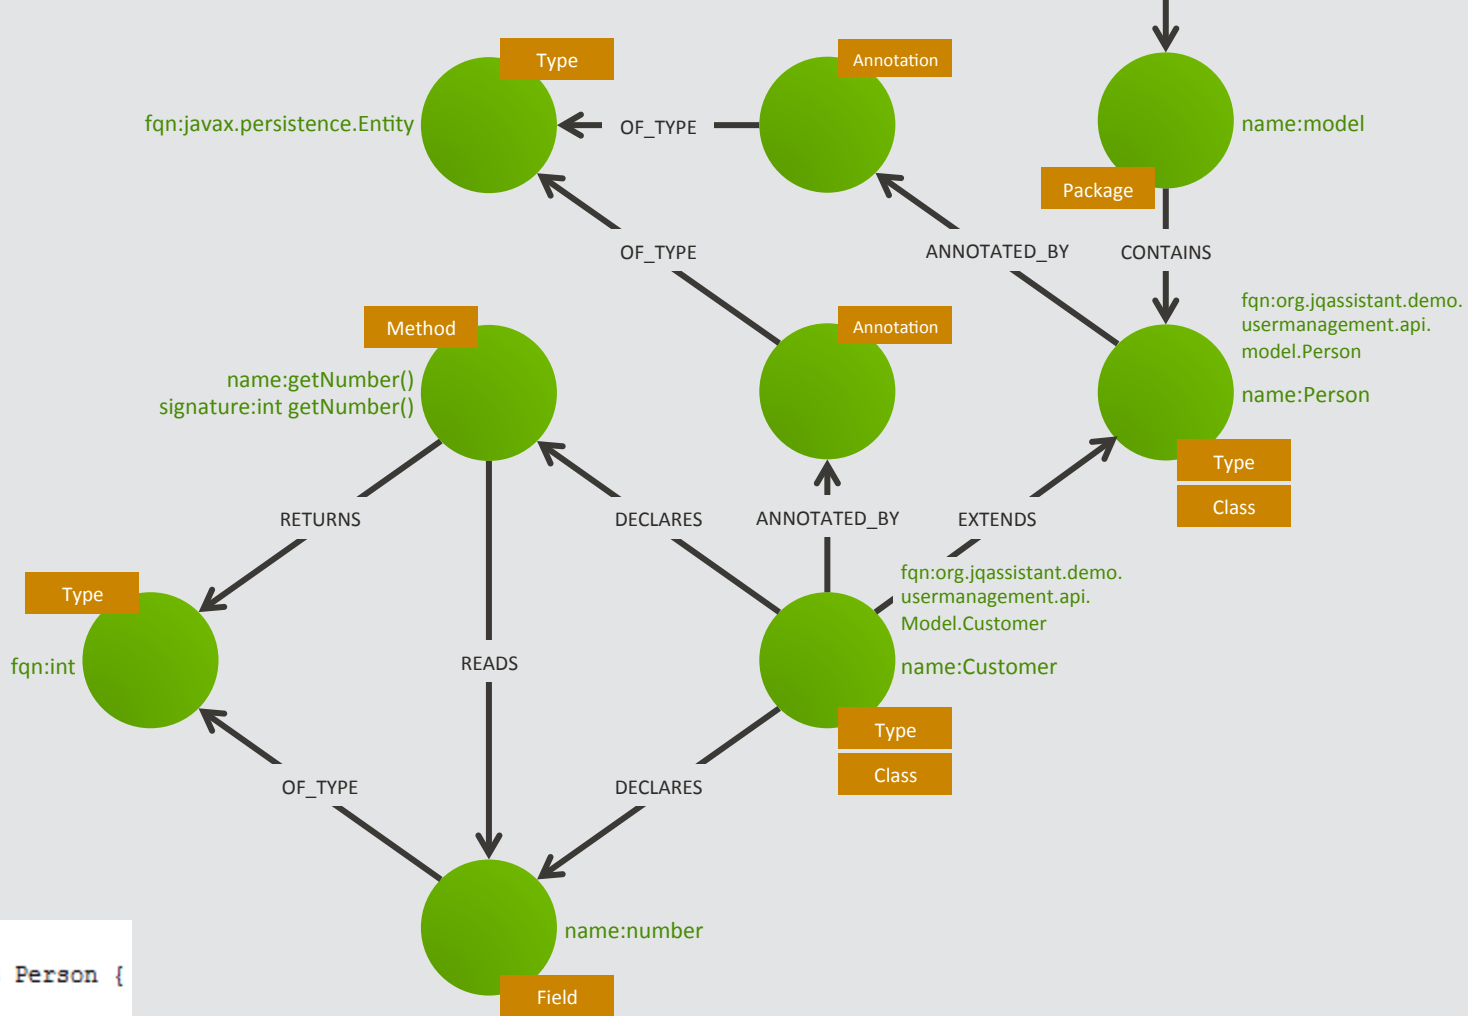 Type
Annotation
fqn:javax.persistence.Entity
OF_TYPE
name:model
Package
OF_TYPE
ANNOTATED_BY
CONTAINS
fqn:org.jqassistant.demo.
usermanagement.api.
model.Person
Method
Annotation
name:getNumber()
signature:int getNumber()
name:Person
Type
Class
RETURNS
DECLARES
ANNOTATED_BY
EXTENDS
fqn:org.jqassistant.demo.
usermanagement.api.
Model.Customer
Type
fqn:int
READS
name:Customer
Type
Class
OF_TYPE
DECLARES
name:number
Person {
Field